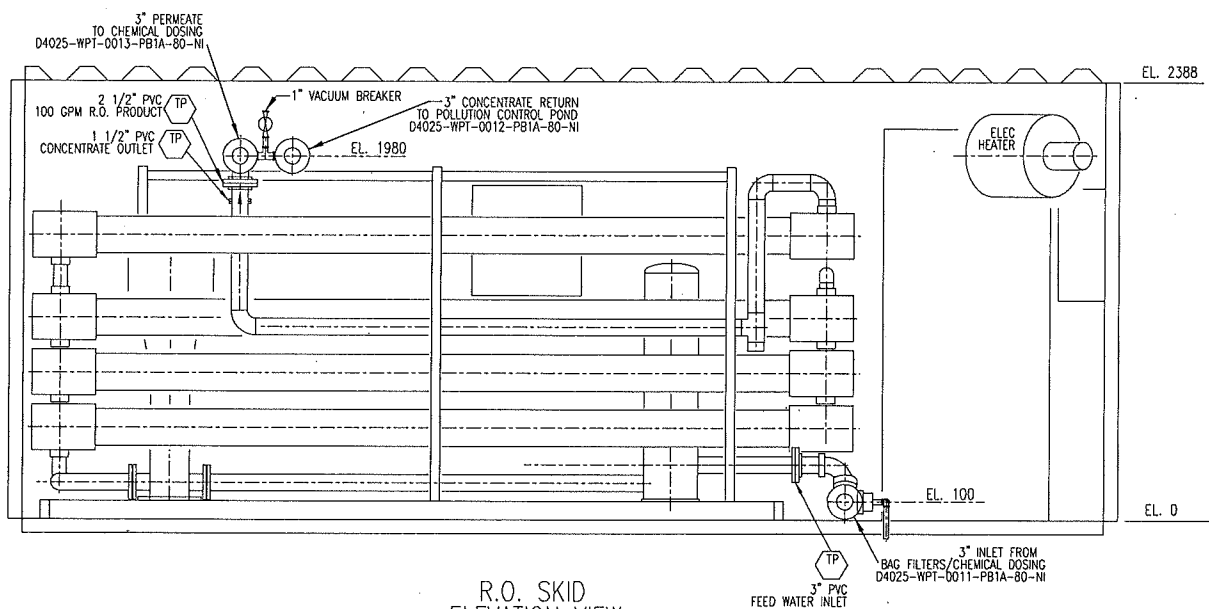 3" PERMEATE
TO CHEMICAL DOSING
D4025-WPT-0013-PB1A-80-NI
EL. 2388
2 1/2" PVC
100 GPM R.O. PRODUCT
TP
1" VACUUM BREAKER
3" CONCENTRATE RETURN
TO POLLUTION CONTROL POND
D4025-WPT-0012-PB1A-80-NI
1 1/2" PVC
CONCENTRATE OUTLET
TP
EL. 1980
ELEC
HEATER
EL. 100
EL. 0
TP
3" PVC
FEED WATER INLET
3" INLET FROM
BAG FILTERS/CHEMICAL DOSING
D4025-WPT-0011-PB1A-80-NI
R.O. SKID
ELEVATION VIEW